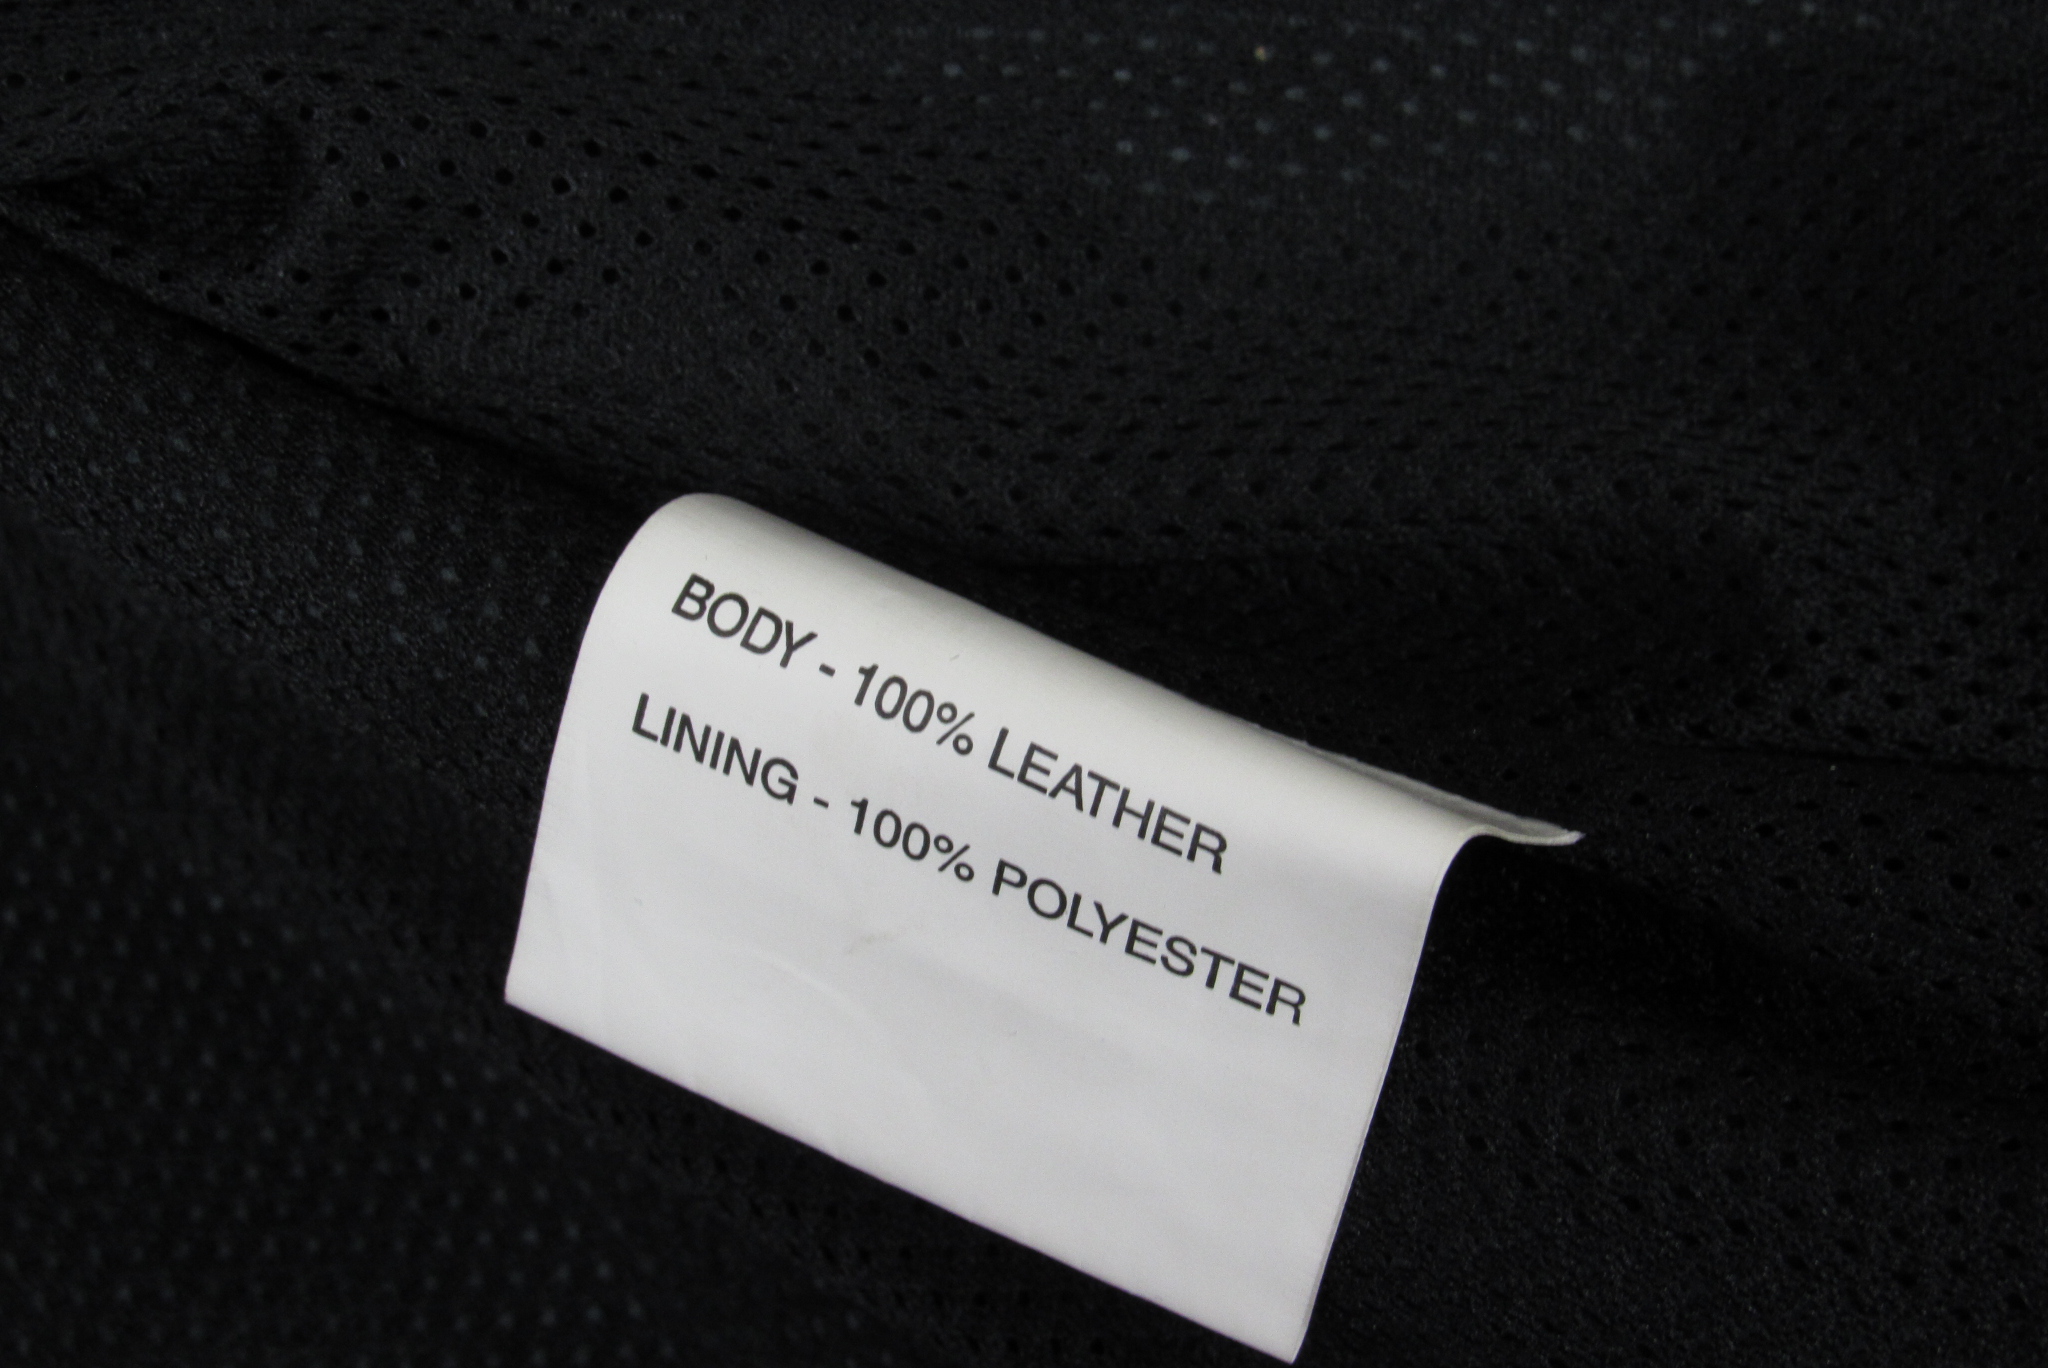 BODY - 100% LEATHER
LINING - 100% POLYESTER